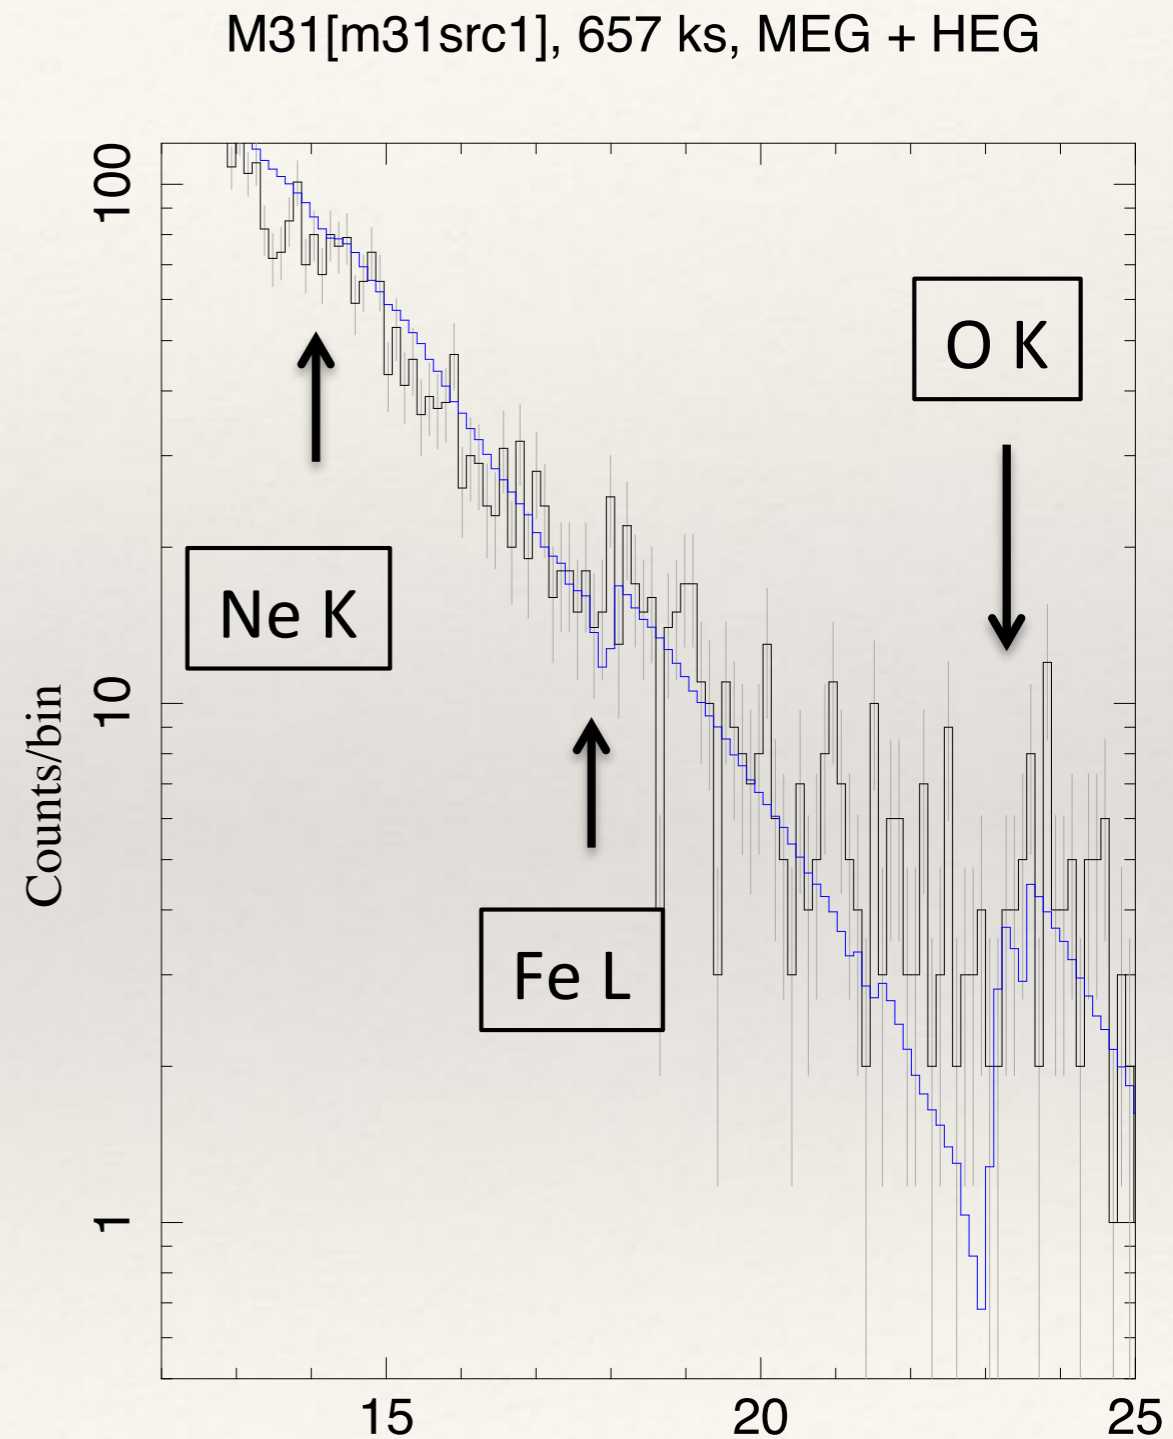 M31[m31src1], 657 ks, MEG + HEG
100
O K
Ne K
10
Counts/bin
Fe L
1
15 20 25